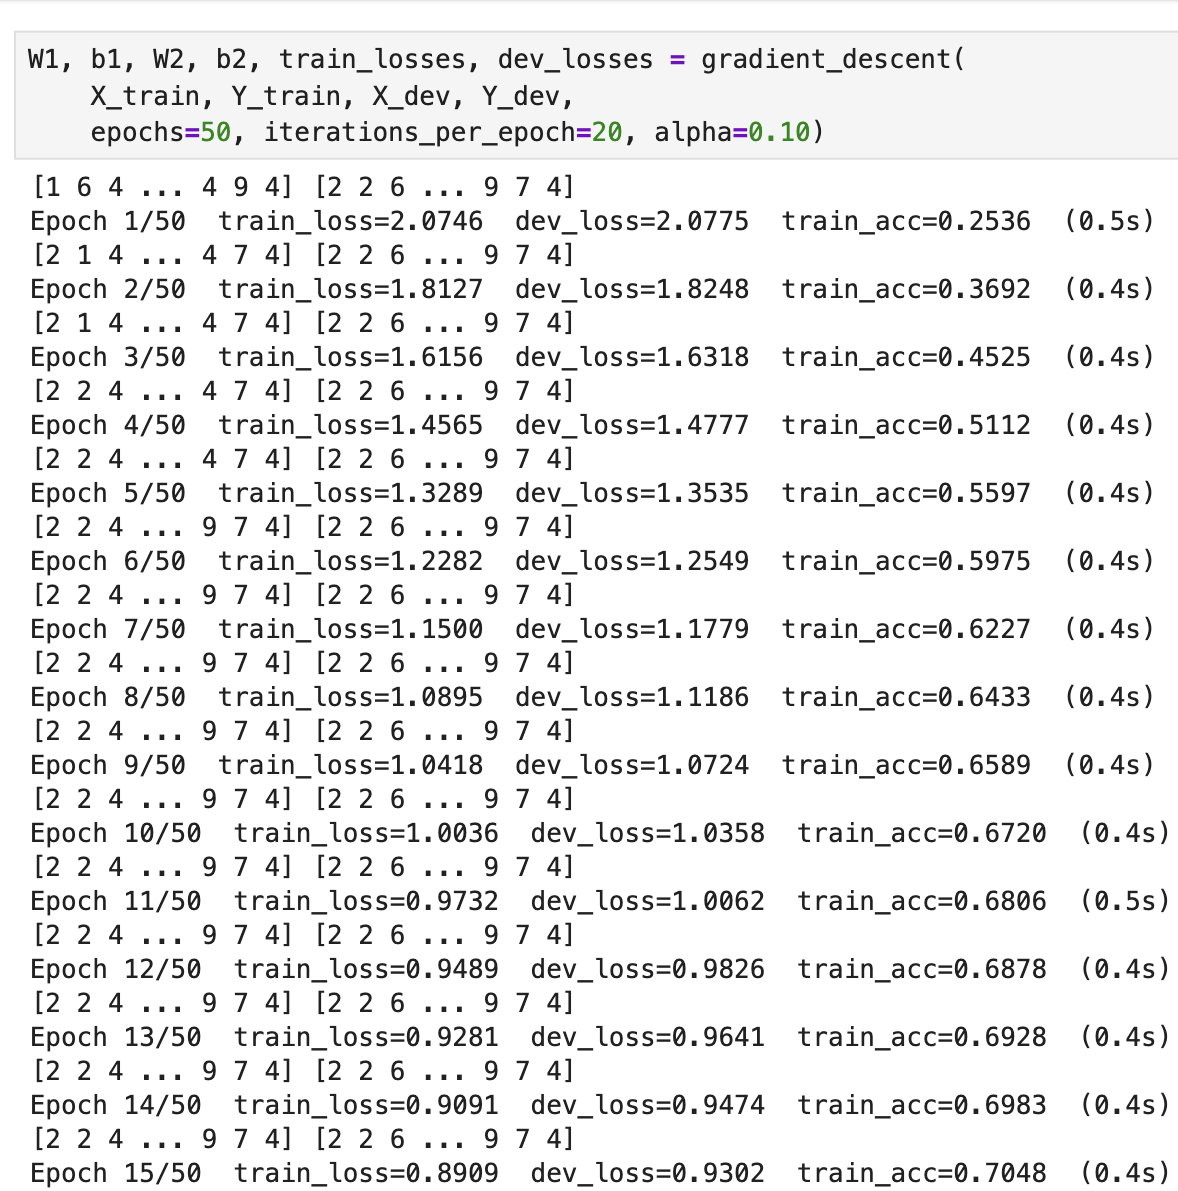 W1, b1, W2, b2, train_losses, dev_losses = gradient_descent(
    X_train, Y_train, X_dev, Y_dev,
    epochs=50, iterations_per_epoch=20, alpha=0.10)
[1 6 4 ... 4 9 4] [2 2 6 ... 9 7 4]
Epoch 1/50  train_loss=2.0746  dev_loss=2.0775  train_acc=0.2536  (0.5s)
[2 1 4 ... 4 7 4] [2 2 6 ... 9 7 4]
Epoch 2/50  train_loss=1.8127  dev_loss=1.8248  train_acc=0.3692  (0.4s)
[2 1 4 ... 4 7 4] [2 2 6 ... 9 7 4]
Epoch 3/50  train_loss=1.6156  dev_loss=1.6318  train_acc=0.4525  (0.4s)
[2 2 4 ... 4 7 4] [2 2 6 ... 9 7 4]
Epoch 4/50  train_loss=1.4565  dev_loss=1.4777  train_acc=0.5112  (0.4s)
[2 2 4 ... 4 7 4] [2 2 6 ... 9 7 4]
Epoch 5/50  train_loss=1.3289  dev_loss=1.3535  train_acc=0.5597  (0.4s)
[2 2 4 ... 9 7 4] [2 2 6 ... 9 7 4]
Epoch 6/50  train_loss=1.2282  dev_loss=1.2549  train_acc=0.5975  (0.4s)
[2 2 4 ... 9 7 4] [2 2 6 ... 9 7 4]
Epoch 7/50  train_loss=1.1500  dev_loss=1.1779  train_acc=0.6227  (0.4s)
[2 2 4 ... 9 7 4] [2 2 6 ... 9 7 4]
Epoch 8/50  train_loss=1.0895  dev_loss=1.1186  train_acc=0.6433  (0.4s)
[2 2 4 ... 9 7 4] [2 2 6 ... 9 7 4]
Epoch 9/50  train_loss=1.0418  dev_loss=1.0724  train_acc=0.6589  (0.4s)
[2 2 4 ... 9 7 4] [2 2 6 ... 9 7 4]
Epoch 10/50  train_loss=1.0036  dev_loss=1.0358  train_acc=0.6720  (0.4s)
[2 2 4 ... 9 7 4] [2 2 6 ... 9 7 4]
Epoch 11/50  train_loss=0.9732  dev_loss=1.0062  train_acc=0.6806  (0.5s)
[2 2 4 ... 9 7 4] [2 2 6 ... 9 7 4]
Epoch 12/50  train_loss=0.9489  dev_loss=0.9826  train_acc=0.6878  (0.4s)
[2 2 4 ... 9 7 4] [2 2 6 ... 9 7 4]
Epoch 13/50  train_loss=0.9281  dev_loss=0.9641  train_acc=0.6928  (0.4s)
[2 2 4 ... 9 7 4] [2 2 6 ... 9 7 4]
Epoch 14/50  train_loss=0.9091  dev_loss=0.9474  train_acc=0.6983  (0.4s)
[2 2 4 ... 9 7 4] [2 2 6 ... 9 7 4]
Epoch 15/50  train_loss=0.8909  dev_loss=0.9302  train_acc=0.7048  (0.4s)